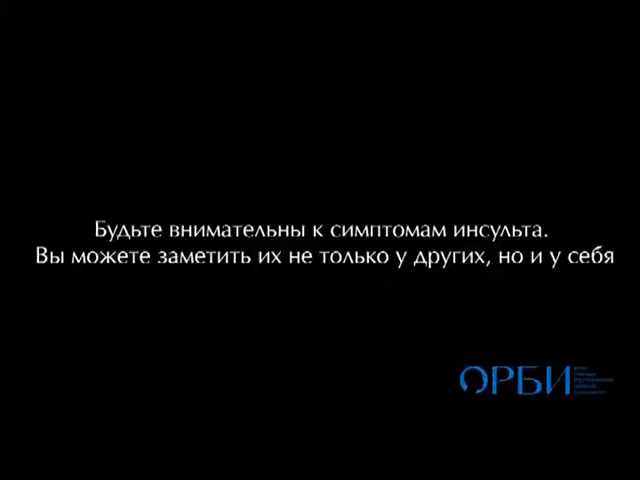 Будьте внимательны к симптомам инсульта.
Вы можете заметить их не только у других, но и у себя
ОРБИ